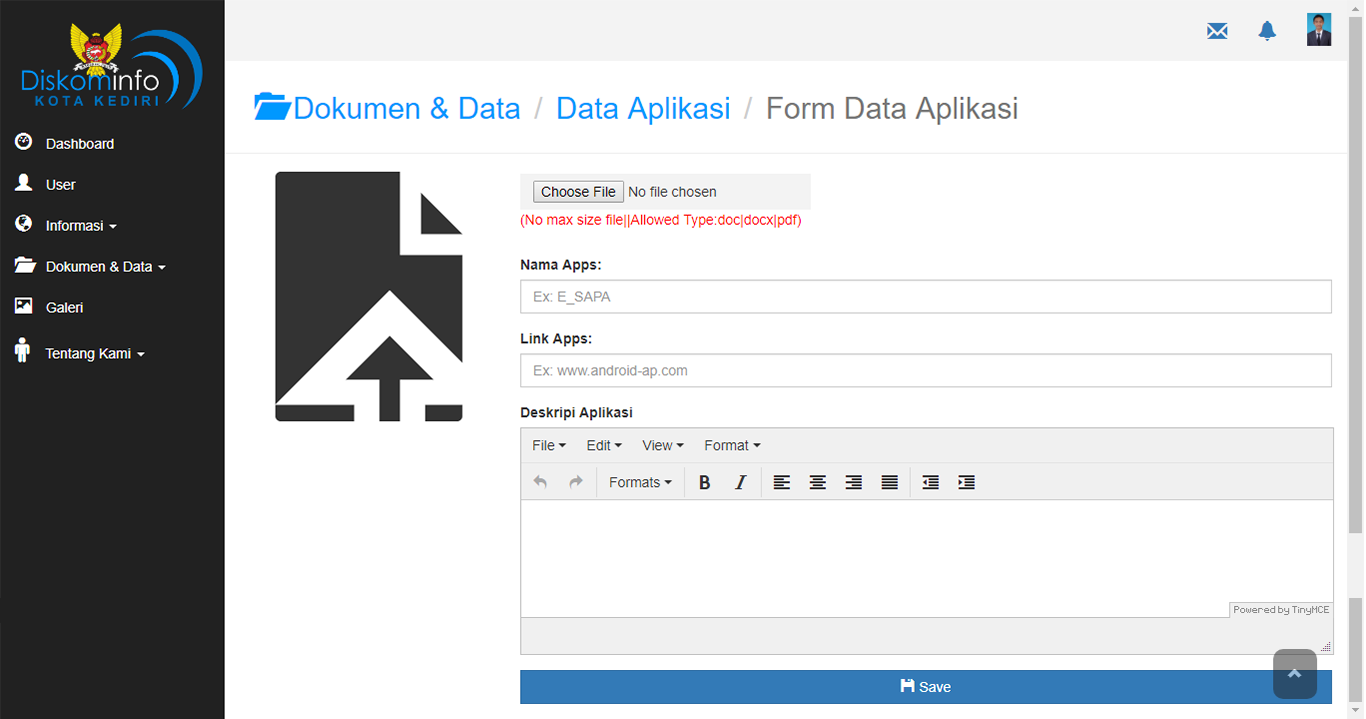 Diskominfo
KOTA KEDIRI
Dashboard
User
Informasi
Dokumen & Data
Galeri
Tentang Kami
Dokumen & Data / Data Aplikasi / Form Data Aplikasi
Choose File No file chosen
(No max size file||Allowed Type:doc|docx|pdf)
Nama Apps:
Ex: E_SAPA
Link Apps:
Ex: www.android-ap.com
Deskripi Aplikasi
File Edit View Format
Formats B I
Powered by TinyMCE
Save